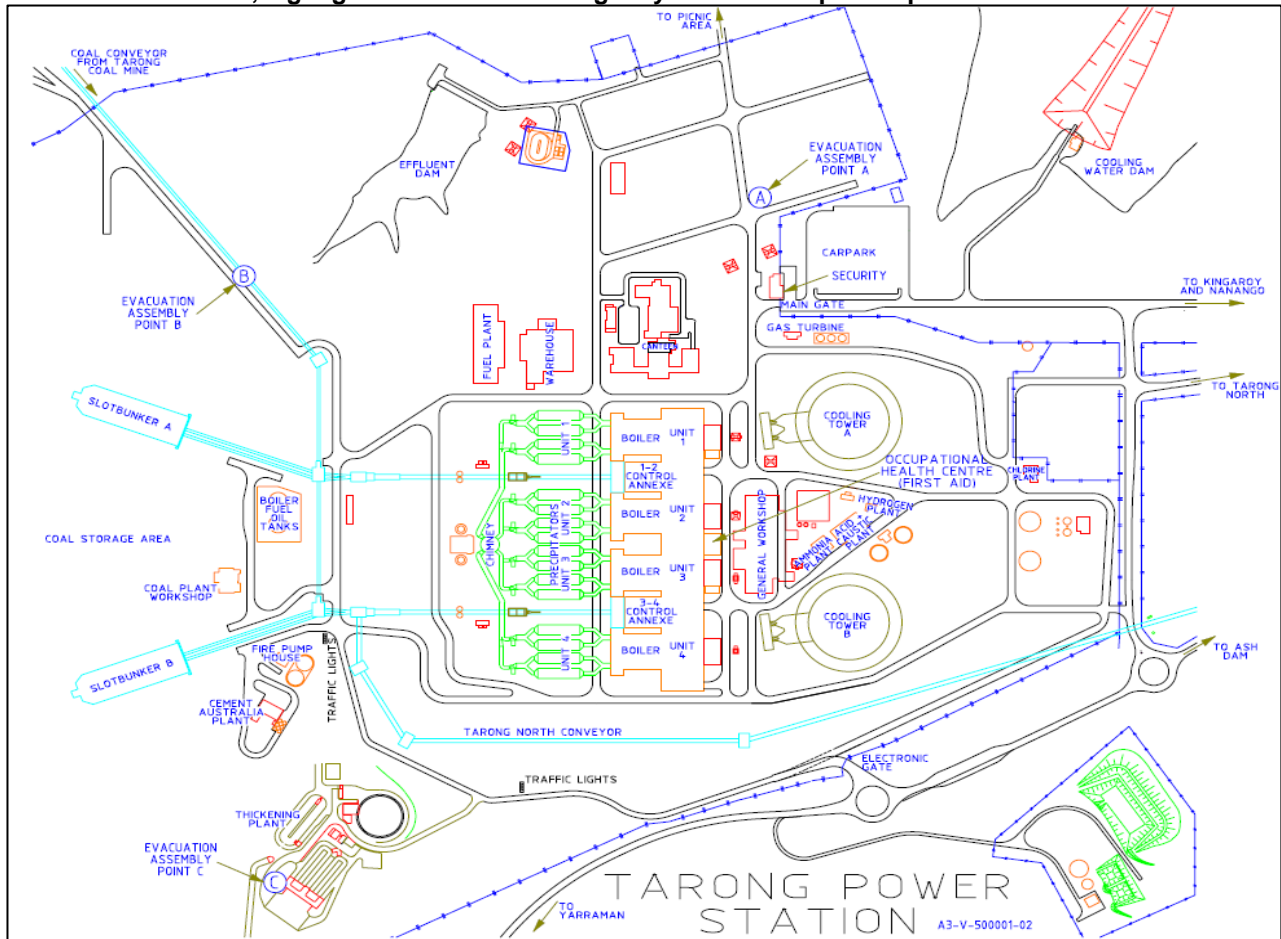 TO PICNIC
AREA
COAL CONVEYOR
FROM TARONG
COAL MINE
EFFLUENT
DAM
EVACUATION
ASSEMBLY
POINT A
A
COOLING
WATER DAM
CARPARK
SECURITY
B
EVACUATION
ASSEMBLY
POINT B
MAIN GATE
TO KINGAROY
AND NANANGO
GAS TURBINE
FUEL PLANT
WAREHOUSE
CANTEEN
TO TARONG
NORTH
SLOTBUNKER A
UNIT 1
BOILER
UNIT
1
COOLING
TOWER
A
OCCUPATIONAL
HEALTH CENTRE
(FIRST AID)
1-2
CONTROL
ANNEXE
CHLORINE
PLANT
BOILER
FUEL
OIL
TANKS
COAL STORAGE AREA
CHIMNEY
PRECIPITATORS
UNIT 2
UNIT 3
BOILER
UNIT
2
GENERAL WORKSHOP
HYDROGEN
PLANT
AMMONIA
PLANT
ACID +
CAUSTIC
PLANT
COAL PLANT
WORKSHOP
BOILER
UNIT
3
3-4
CONTROL
ANNEXE
COOLING
TOWER
B
UNIT 4
BOILER
UNIT
4
SLOTBUNKER B
FIRE PUMP
HOUSE
TRAFFIC LIGHTS
TO ASH
DAM
CEMENT
AUSTRALIA
PLANT
TARONG NORTH CONVEYOR
ELECTRONIC
GATE
TRAFFIC LIGHTS
THICKENING
PLANT
EVACUATION
ASSEMBLY
POINT C
C
TO
YARRAMAN
TARONG POWER
STATION
A3-V-500001-02